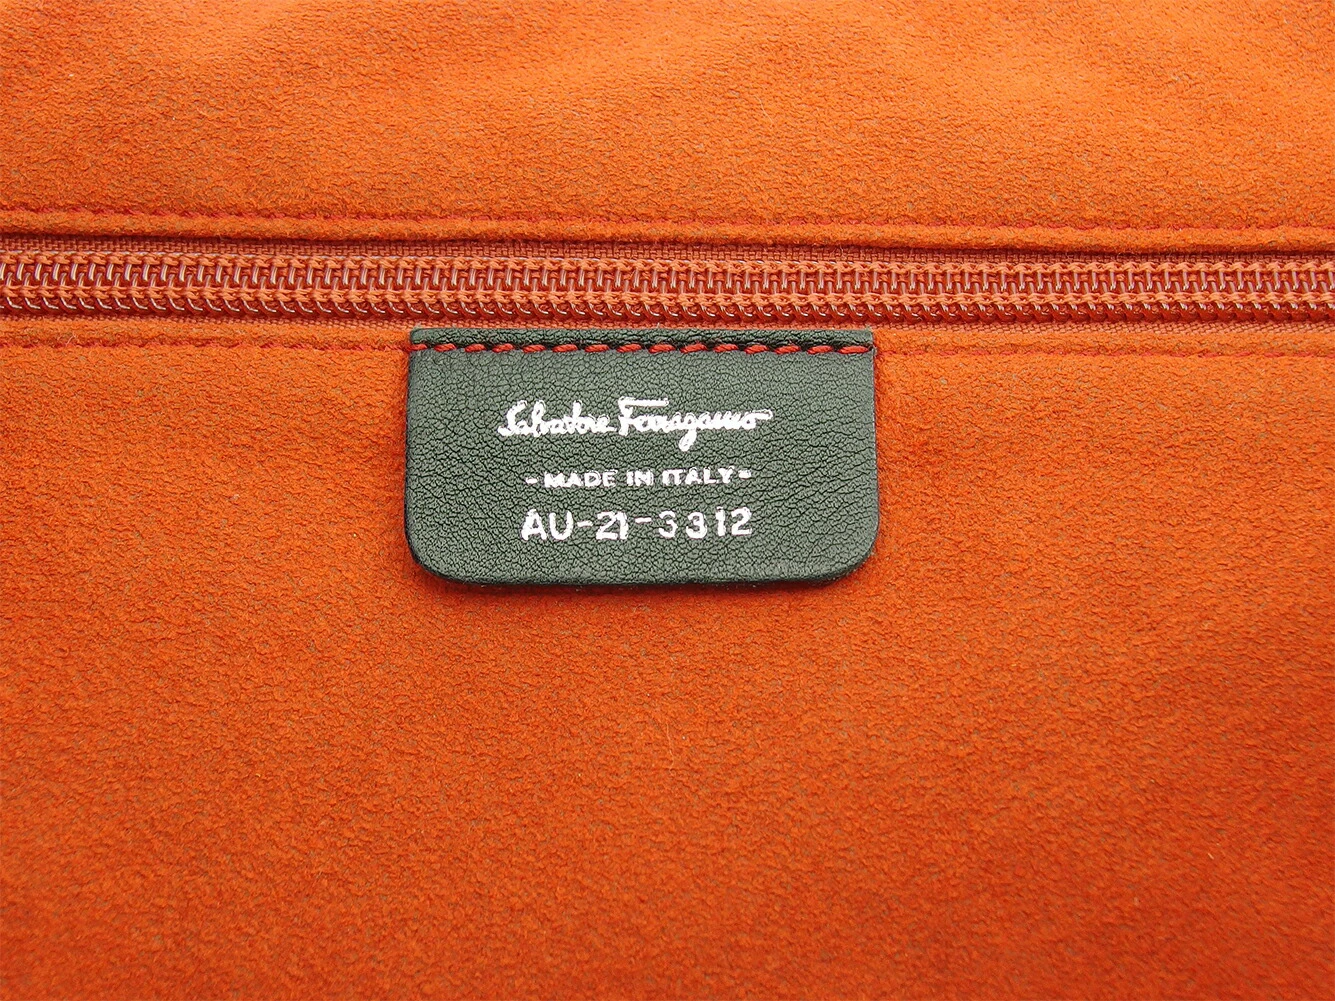 Salvatore Ferragamo
-MADE IN ITALY-
AU-21-3312